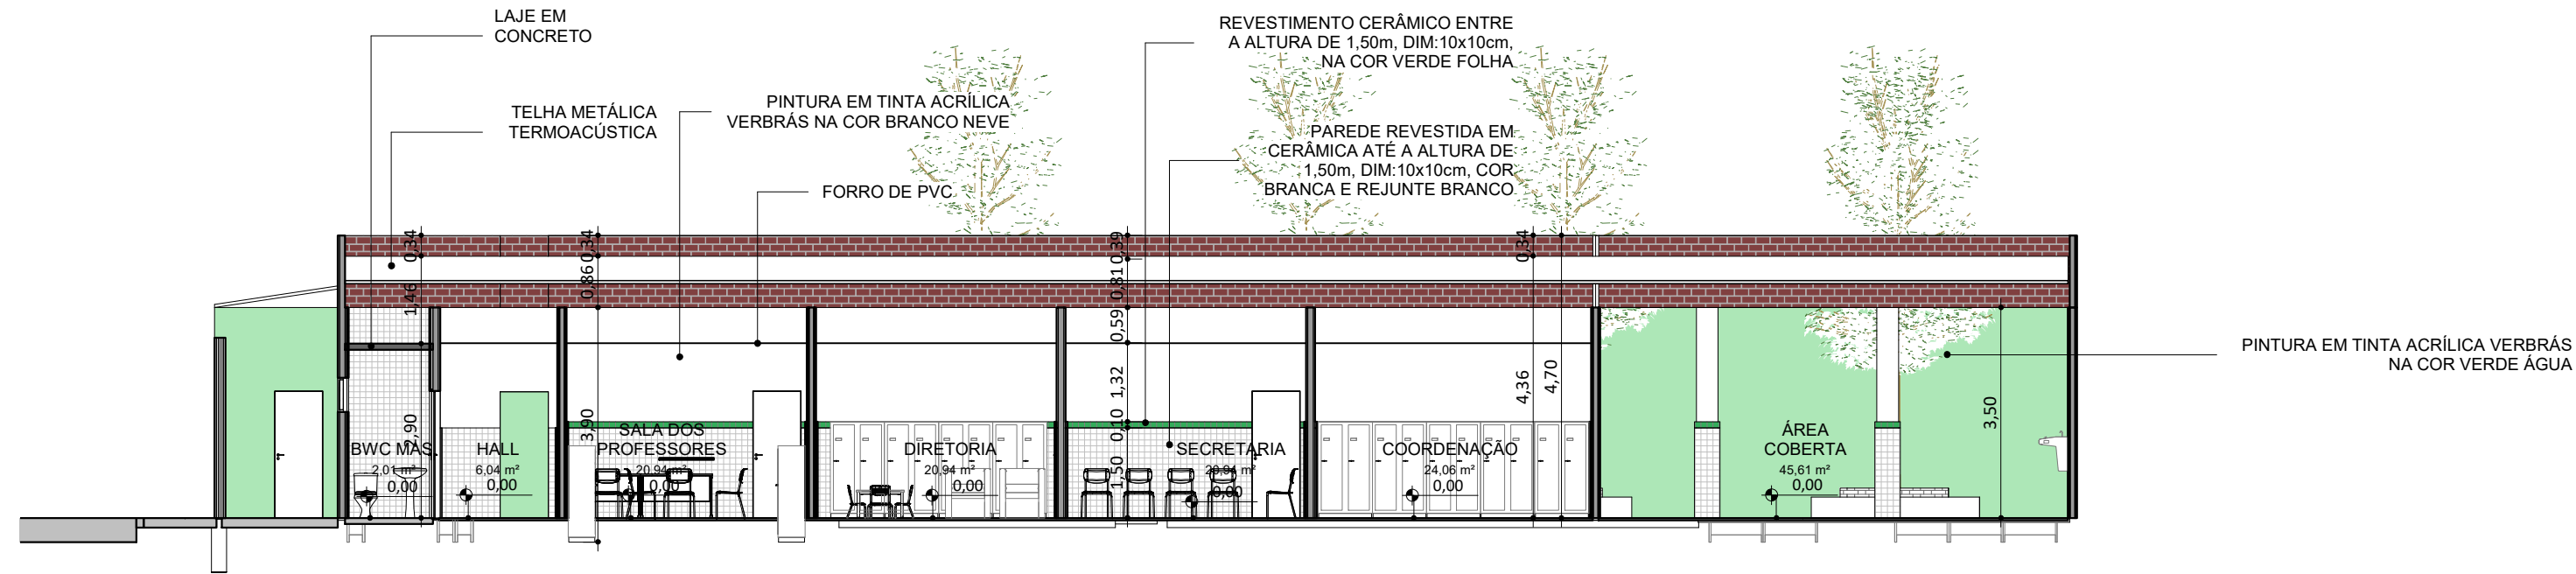 LAJE EM
CONCRETO
TELHA METÁLICA
TERMOACÚSTICA
PINTURA EM TINTA ACRÍLICA
VERBRÁS NA COR BRANCO NEVE
FORRO DE PVC
REVESTIMENTO CERÂMICO ENTRE
A ALTURA DE 1,50m, DIM:10x10cm,
NA COR VERDE FOLHA
PAREDE REVESTIDA EM
CERÂMICA ATÉ A ALTURA DE
1,50m, DIM:10x10cm, COR
BRANCA E REJUNTE BRANCO
PINTURA EM TINTA ACRÍLICA VERBRÁS
NA COR VERDE ÁGUA
0,34
1,46
2,90
0,34
0,86
3,90
0,39
0,81
0,59
1,32
0,10
1,50
0,34
4,36
4,70
3,50
BWC MAS
2,01 m²
0,00
HALL
6,04 m²
0,00
SALA DOS
PROFESSORES
20,94 m²
0,00
DIRETORIA
20,94 m²
0,00
SECRETARIA
20,94 m²
0,00
COORDENAÇÃO
24,06 m²
0,00
ÁREA
COBERTA
45,61 m²
0,00